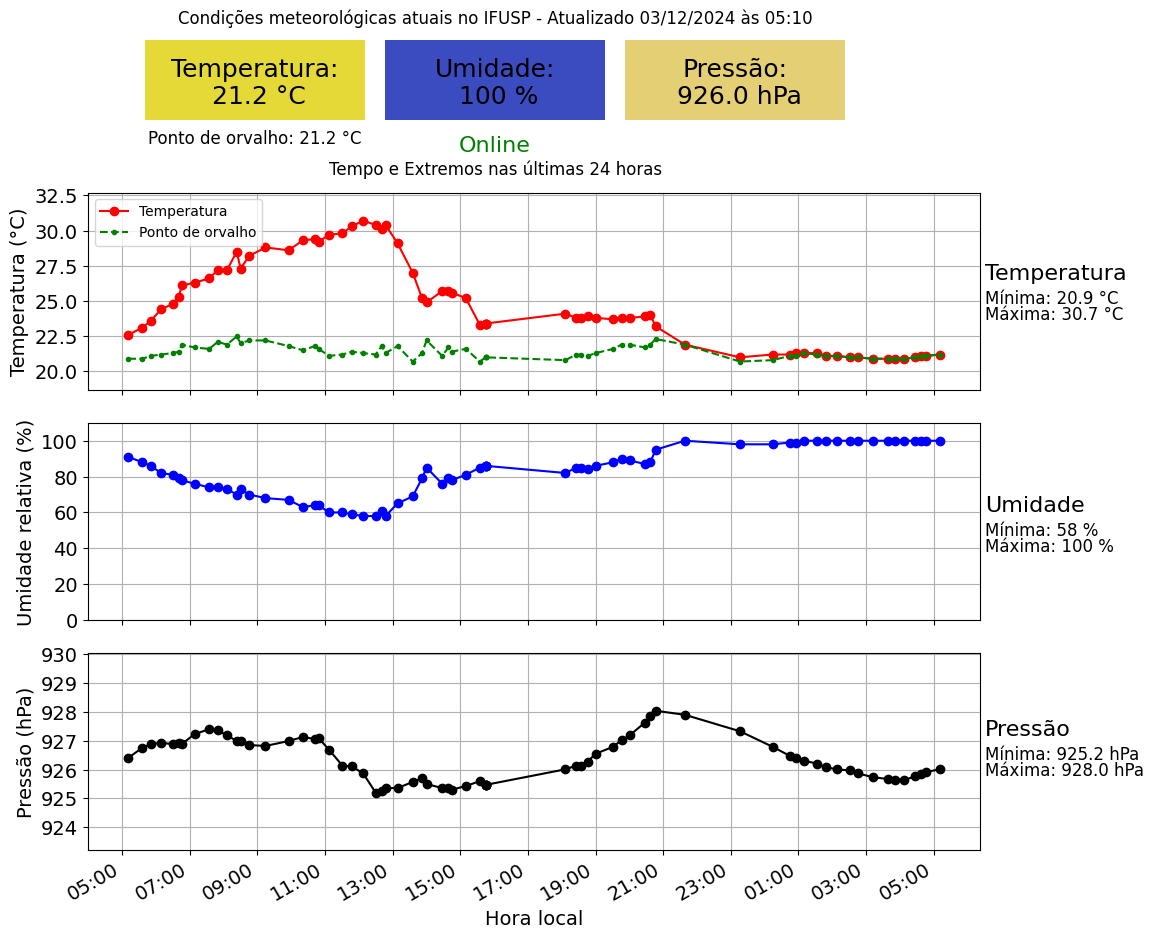 Condições meteorológicas atuais no IFUSP - Atualizado 03/12/2024 às 05:10
Temperatura:
21.2 °C
Umidade:
100 %
Pressão:
926.0 hPa
Ponto de orvalho: 21.2 °C
Online
Tempo e Extremos nas últimas 24 horas
Temperatura (°C)
32.5
30.0
27.5
25.0
22.5
20.0
Temperatura
Ponto de orvalho
Temperatura
Mínima: 20.9 °C
Máxima: 30.7 °C
Umidade relativa (%)
100
80
60
40
20
0
Umidade
Mínima: 58 %
Máxima: 100 %
Pressão (hPa)
930
929
928
927
926
925
924
Pressão
Mínima: 925.2 hPa
Máxima: 928.0 hPa
05:00 07:00 09:00 11:00 13:00 15:00 17:00 19:00 21:00 23:00 01:00 03:00 05:00
Hora local